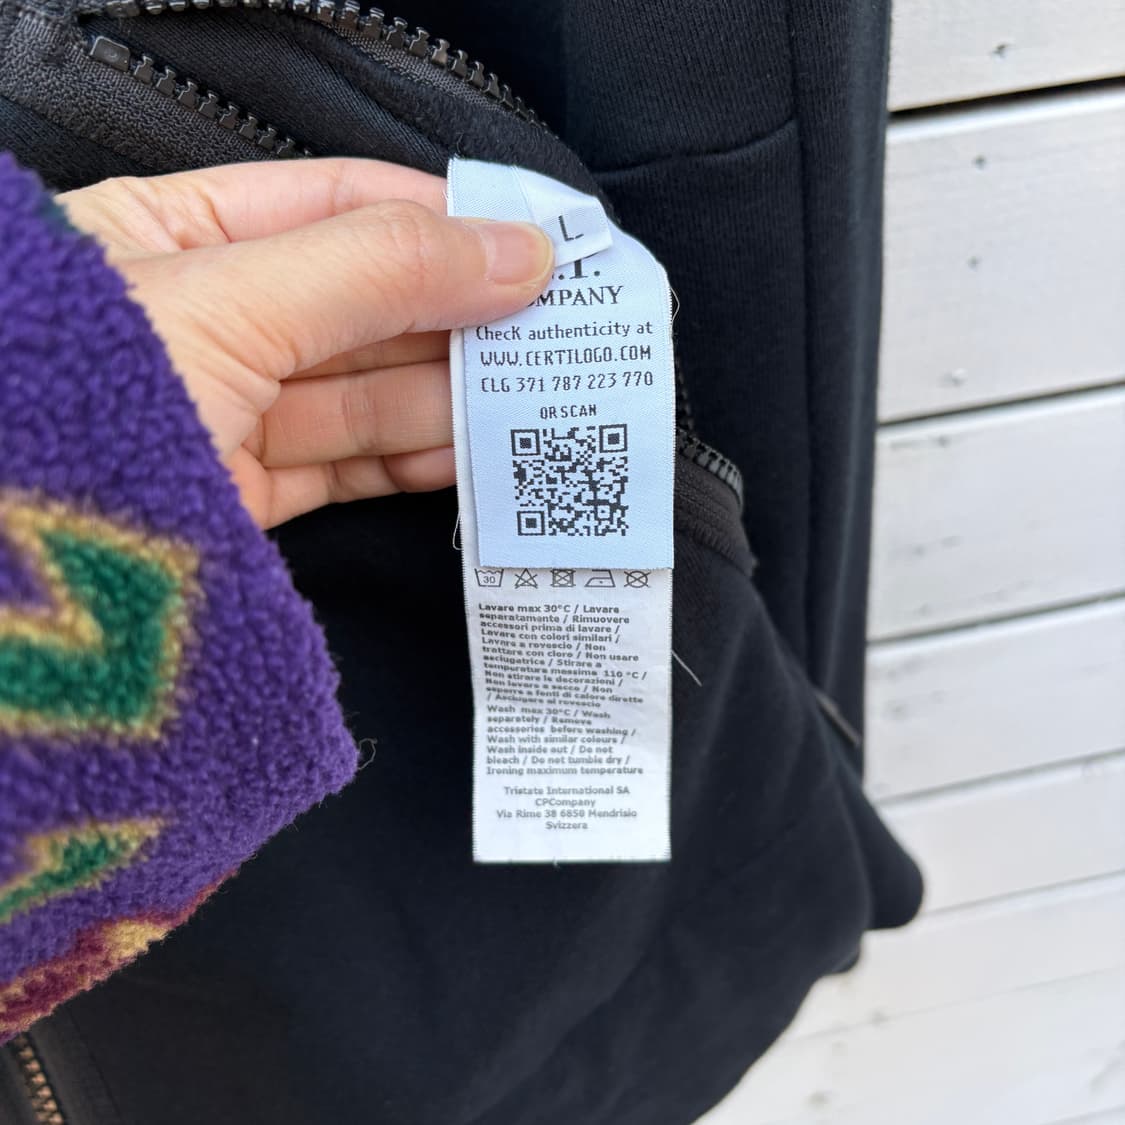 L
MPANY
Check authenticity at
WWW.CERTILOGO.COM
CLG 371 787 223 770
QR SCAN
30
Lavare max 30°C / Lavare
separatamente / Rimuovere
accessori prima di lavare /
Lavare con colori similari /
Lavare a rovescio / Non
trattare con cloro / Non usare
asciugatrice / Stirare a
temperatura massima 110 °C /
Non stirare le decorazioni /
Non lavare a secco / Non
esporre a fonti di calore dirette
/ Asciugare al rovescio
Wash max 30°C / Wash
separately / Remove
accessories before washing /
Wash with similar colours /
Wash inside out / Do not
bleach / Do not tumble dry /
Ironing maximum temperature
Tristate International SA
CPCompany
Via Rime 38 6850 Mendrisio
Svizzera